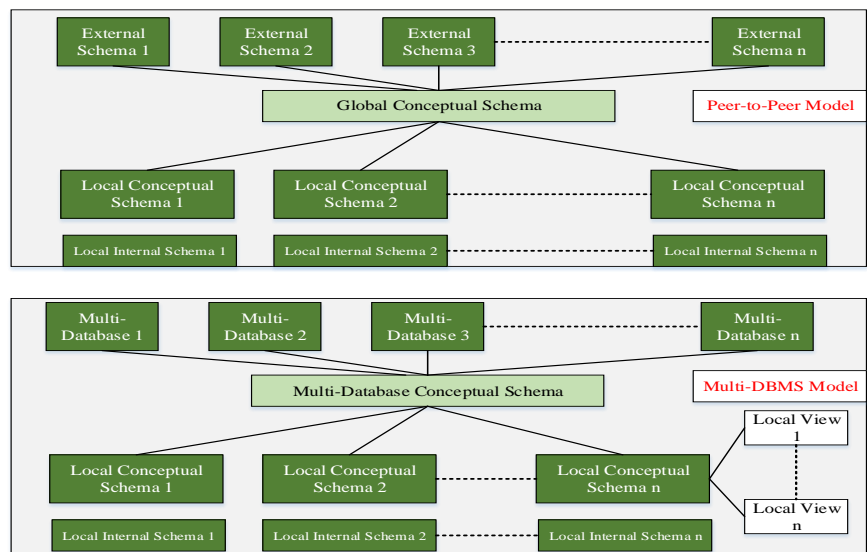 External
Schema 1
External
Schema 2
External
Schema 3
External
Schema n
Global Conceptual Schema
Peer-to-Peer Model
Local Conceptual
Schema 1
Local Conceptual
Schema 2
Local Conceptual
Schema n
Local Internal Schema 1
Local Internal Schema 2
Local Internal Schema n
Multi-
Database 1
Multi-
Database 2
Multi-
Database 3
Multi-
Database n
Multi-Database Conceptual Schema
Multi-DBMS Model
Local View
1
Local Conceptual
Schema 1
Local Conceptual
Schema 2
Local Conceptual
Schema n
Local View
n
Local Internal Schema 1
Local Internal Schema 2
Local Internal Schema n